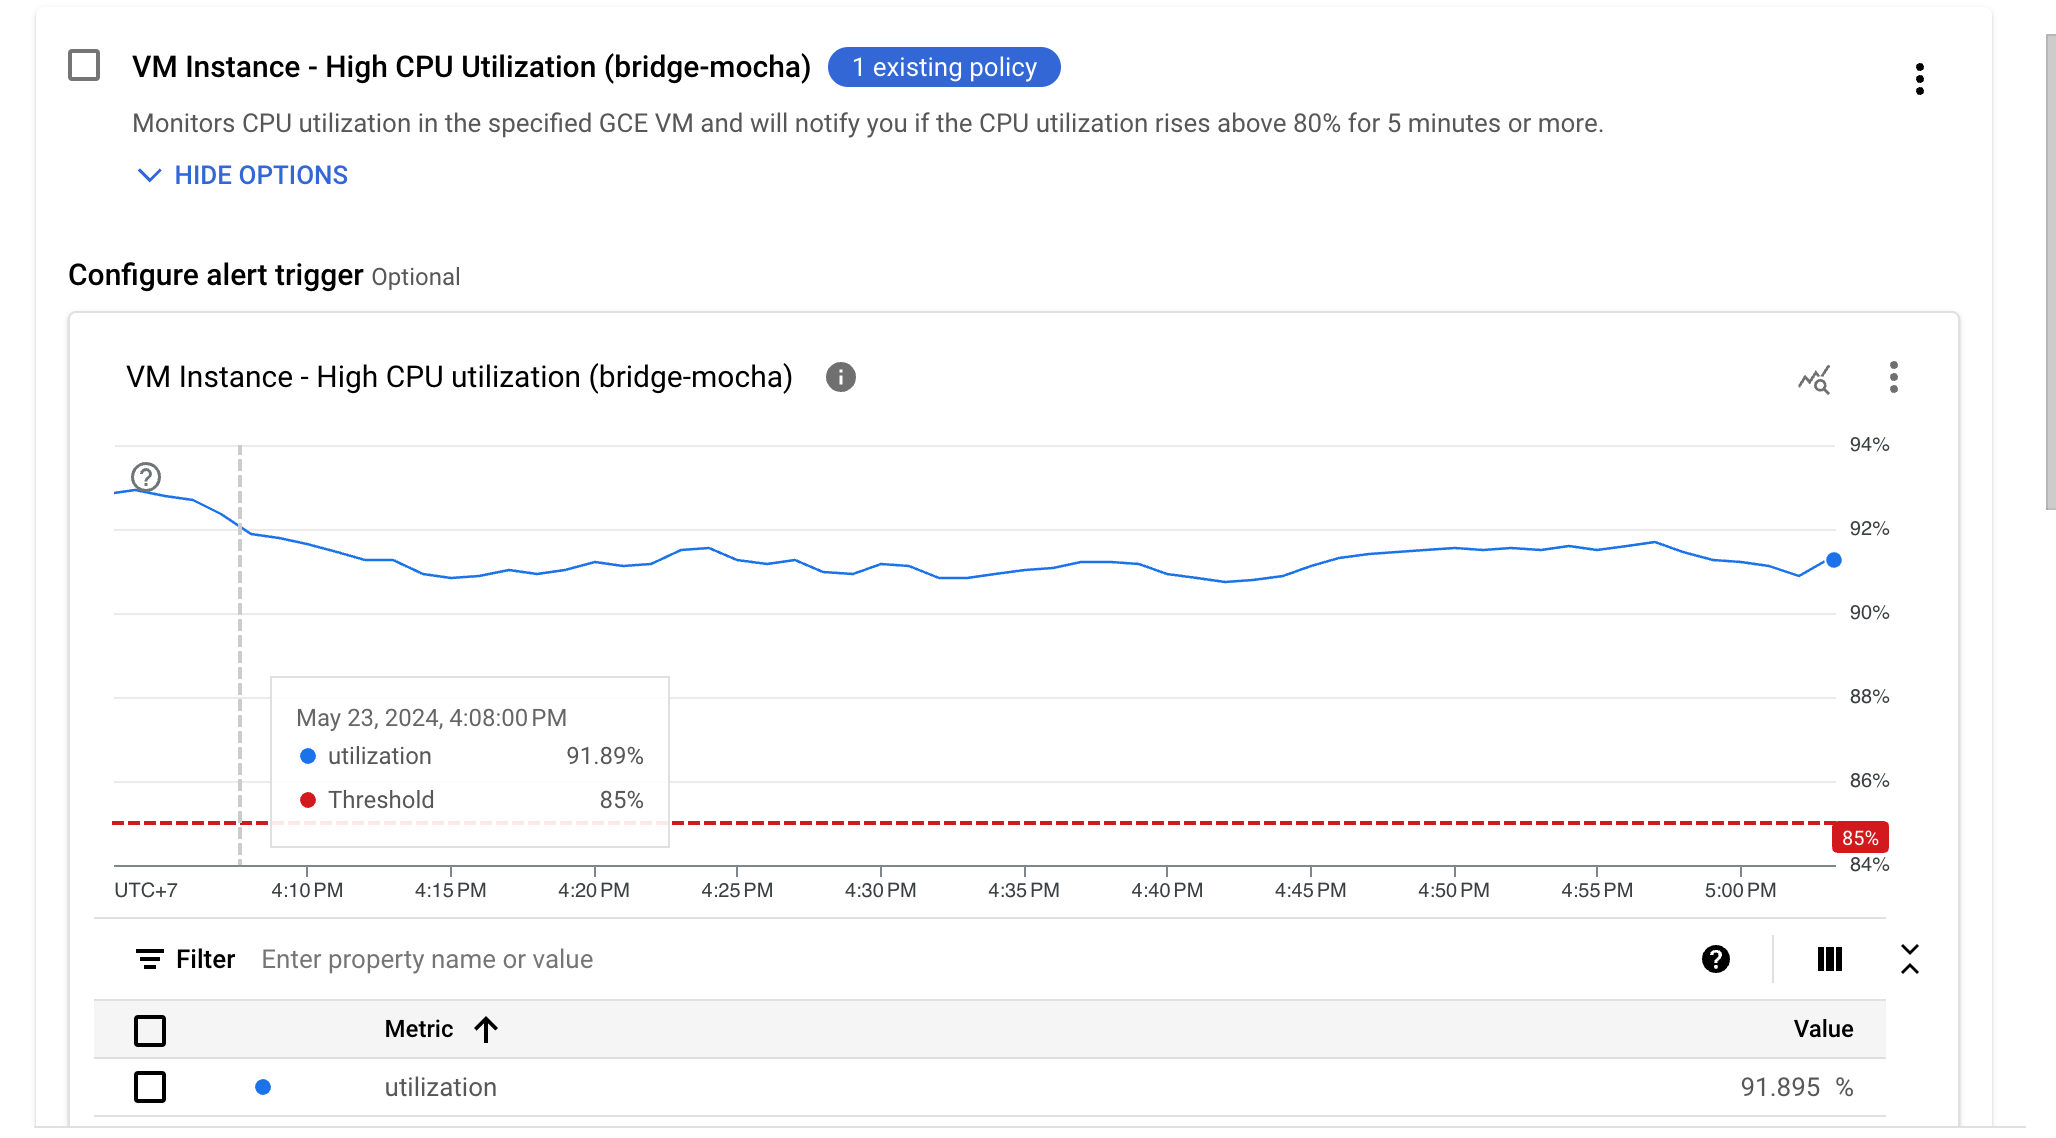 VM Instance - High CPU Utilization (bridge-mocha) 1 existing policy
Monitors CPU utilization in the specified GCE VM and will notify you if the CPU utilization rises above 80% for 5 minutes or more.
HIDE OPTIONS
Configure alert trigger Optional
VM Instance - High CPU utilization (bridge-mocha)
94%
92%
90%
88%
86%
85%
84%
May 23, 2024, 4:08:00 PM
utilization 91.89%
Threshold 85%
UTC+7 4:10 PM 4:15 PM 4:20 PM 4:25 PM 4:30 PM 4:35 PM 4:40 PM 4:45 PM 4:50 PM 4:55 PM 5:00 PM
Filter Enter property name or value
Metric Value
utilization 91.895 %